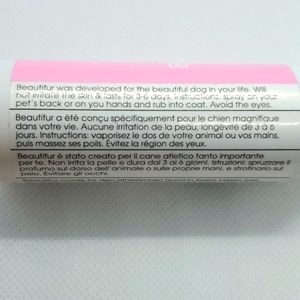 Beautifur was developed for the beautiful dog in your life. Will
not irritate the skin & lasts for 3-6 days. Instructions: spray on your
pet's back or on you hands and rub into coat. Avoid the eyes.
Beautifur a été conçu spécifiquement pour le chien magnifique
dans votre vie. Aucune irritation de la peau; longévité de 3 à 6
jours. Instructions: vaporisez le dos de votre animal ou vos mains,
puis massez ses poils. Évitez la région des yeux.
Beautifur è stato creato per il cane atletico tanto importante
per te. Non irrita la pelle e dura dai 3 ai 6 giorni. Istruzioni: spruzzare il
profumo sul dorso dell'animale o sulle proprie mani, e strofinarlo sul
pelo. Evitare gli occhi.
Beautifur wurde für den